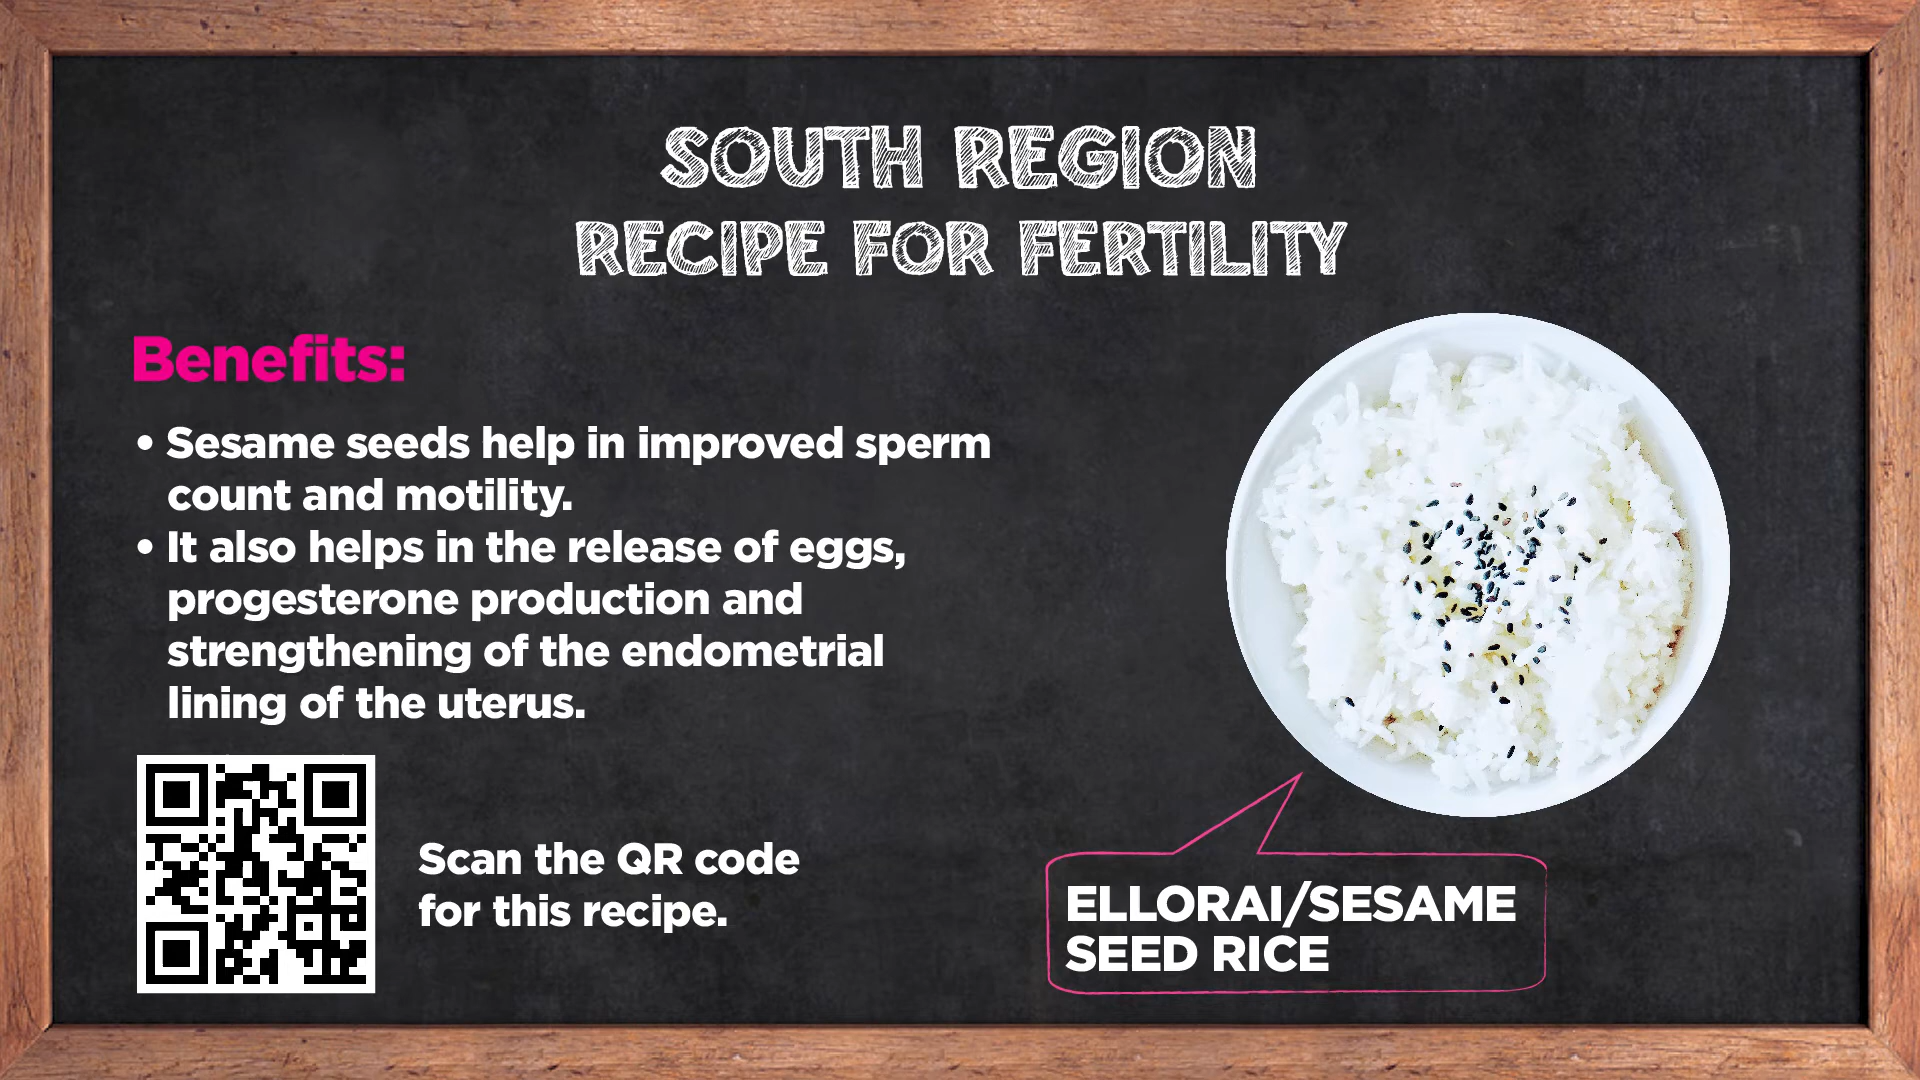 SOUTH REGION
RECIPE FOR FERTILITY
Benefits:
• Sesame seeds help in improved sperm
count and motility.
• It also helps in the release of eggs,
progesterone production and
strengthening of the endometrial
lining of the uterus.
Scan the QR code
for this recipe.
ELLORAI/SESAME
SEED RICE